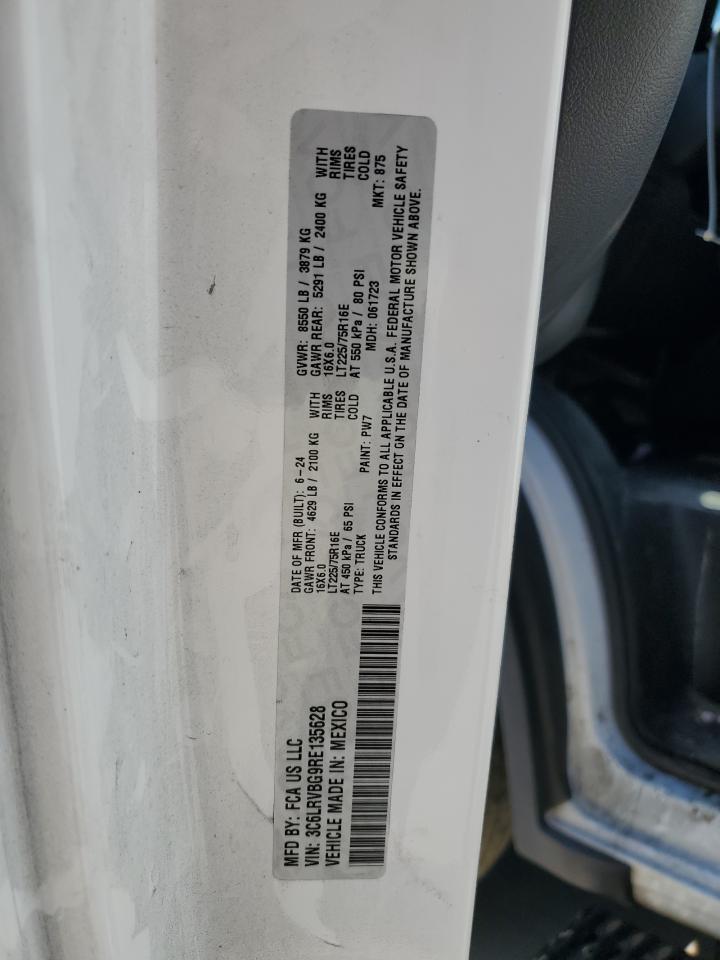 MFD BY: FCA US LLC
VIN: 3C6LRVBG9RE135628
VEHICLE MADE IN: MEXICO
DATE OF MFR (BUILT): 6-24
GAWR FRONT: 4629 LB / 2100 KG WITH
16X6.0 RIMS
LT225/75R16E TIRES
AT 450 kPa / 65 PSI COLD
TYPE: TRUCK PAINT: PW7
GVWR: 8550 LB / 3879 KG
GAWR REAR: 5291 LB / 2400 KG WITH
16X6.0 RIMS
LT225/75R16E TIRES
AT 550 kPa / 80 PSI COLD
MDH: 061723 MKT: 875
THIS VEHICLE CONFORMS TO ALL APPLICABLE U.S.A. FEDERAL MOTOR VEHICLE SAFETY
STANDARDS IN EFFECT ON THE DATE OF MANUFACTURE SHOWN ABOVE.